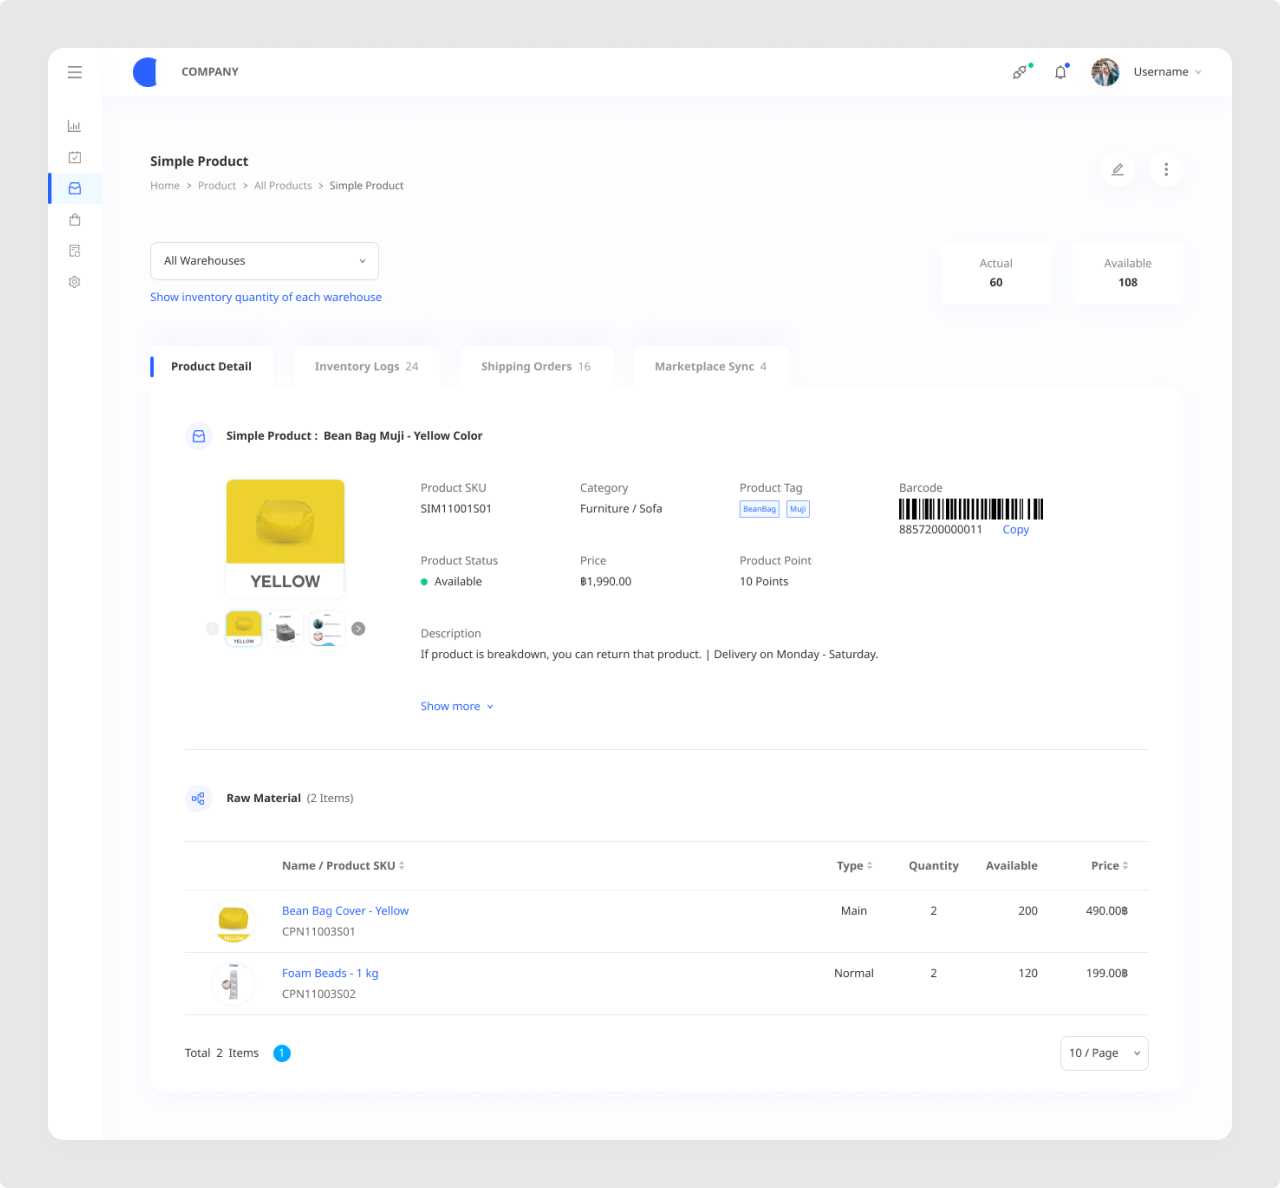 COMPANY
Username
Simple Product
Home > Product > All Products > Simple Product
All Warehouses
Show inventory quantity of each warehouse
Actual
60
Available
108
Product Detail
Inventory Logs 24
Shipping Orders 16
Marketplace Sync 4
Simple Product : Bean Bag Muji - Yellow Color
YELLOW
YELLOW
Product SKU
SIM11001S01
Category
Furniture / Sofa
Product Tag
BeanBag Muji
Barcode
8857200000011 Copy
Product Status
Available
Price
฿1,990.00
Product Point
10 Points
Description
If product is breakdown, you can return that product. | Delivery on Monday - Saturday.
Show more
Raw Material (2 Items)
Name / Product SKU Type Quantity Available Price
Bean Bag Cover - Yellow Main 2 200 490.00฿
CPN11003S01
YELLOW
Foam Beads - 1 kg Normal 2 120 199.00฿
CPN11003S02
Total 2 Items 1
10 / Page